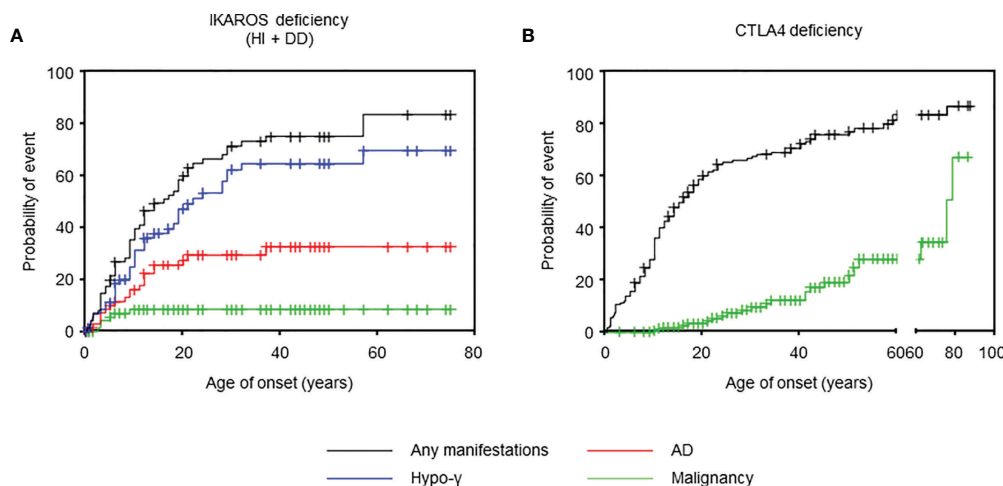 A
IKAROS deficiency
(HI + DD)
Probability of event
100
80
60
40
20
0
0
20
40
60
80
Age of onset (years)
B
CTLA4 deficiency
Probability of event
100
80
60
40
20
0
0
20
40
60
60
80
100
Age of onset (years)
Any manifestations
AD
Hypo-γ
Malignancy